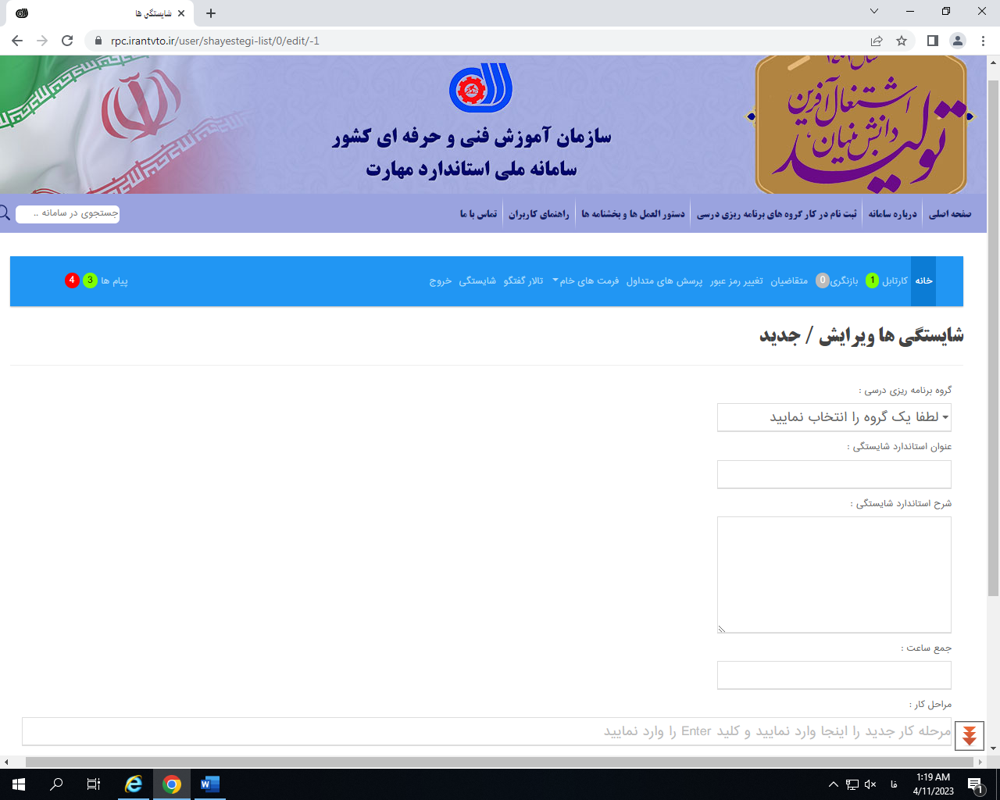 شایستگی ها
rpc.irantvto.ir/user/shayestegi-list/0/edit/-1
تولید
دانش بنیان،
اشتغال آفرین
سازمان آموزش فنی و حرفه ای کشور
سامانه ملی استاندارد مهارت
صفحه اصلی
درباره سامانه
ثبت نام در کار گروه های برنامه ریزی درسی
دستور العمل ها و بخشنامه ها
راهنمای کاربران
تماس با ما
جستجوی در سامانه ..
خانه
کارتابل 1
بازنگری 0
متقاضیان
تغییر رمز عبور
پرسش های متداول
فرمت های خام
تالار گفتگو
شایستگی
خروج
پیام ها 3 4
شایستگی ها ویرایش / جدید
گروه برنامه ریزی درسی :
لطفا یک گروه را انتخاب نمایید
عنوان استاندارد شایستگی :
شرح استاندارد شایستگی :
جمع ساعت :
مراحل کار :
مرحله کار جدید را اینجا وارد نمایید و کلید Enter را وارد نمایید
فا
1:19 AM
4/11/2023
1